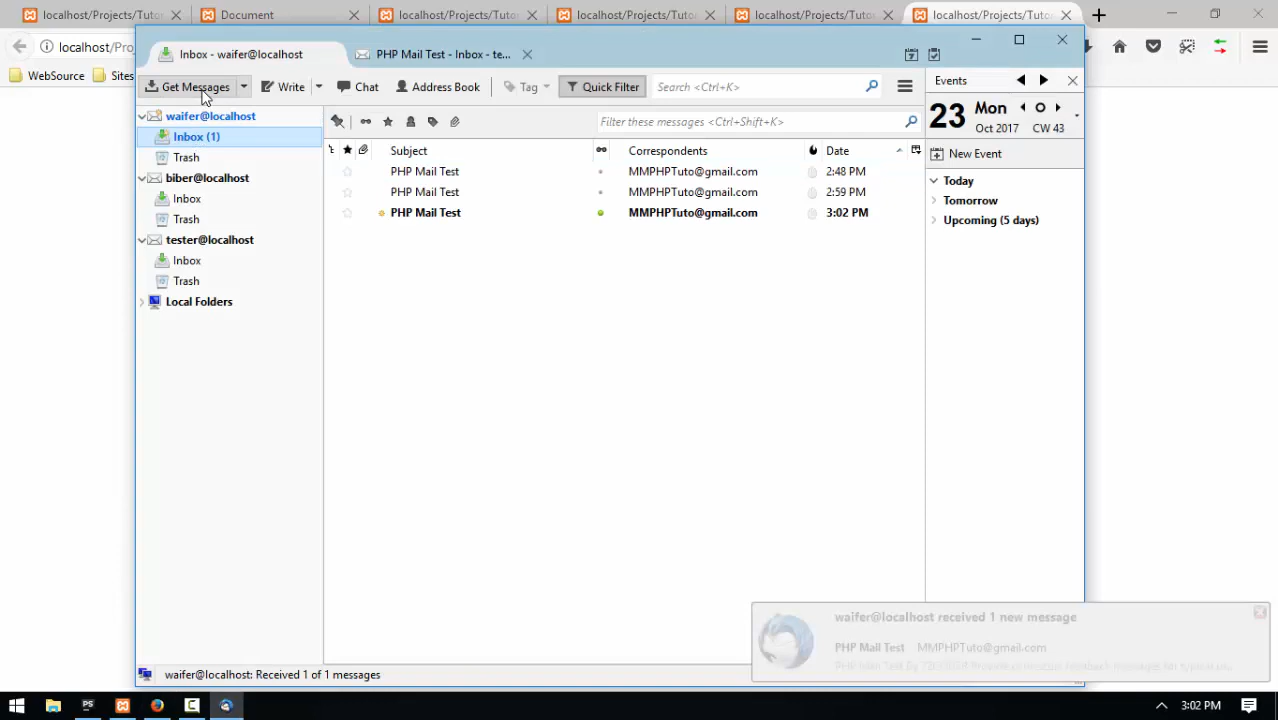 localhost/Projects/Tuto
Document
localhost/Projects/Tutor
localhost/Projects/Tutor
localhost/Projects/Tutor
localhost/Projects/Tutor
localhost/Pro
WebSource
Sites
Inbox - waifer@localhost
PHP Mail Test - Inbox - te...
Get Messages
Write
Chat
Address Book
Tag
Quick Filter
Search <Ctrl+K>
Events
waifer@localhost
Inbox (1)
Trash
biber@localhost
Inbox
Trash
tester@localhost
Inbox
Trash
Local Folders
Filter these messages <Ctrl+Shift+K>
Subject
Correspondents
Date
PHP Mail Test
MMPHPTuto@gmail.com
2:48 PM
PHP Mail Test
MMPHPTuto@gmail.com
2:59 PM
PHP Mail Test
MMPHPTuto@gmail.com
3:02 PM
23
Mon
Oct 2017
CW 43
New Event
Today
Tomorrow
Upcoming (5 days)
waifer@localhost received 1 new message
PHP Mail Test MMPHPTuto@gmail.com
waifer@localhost: Received 1 of 1 messages
PS
3:02 PM